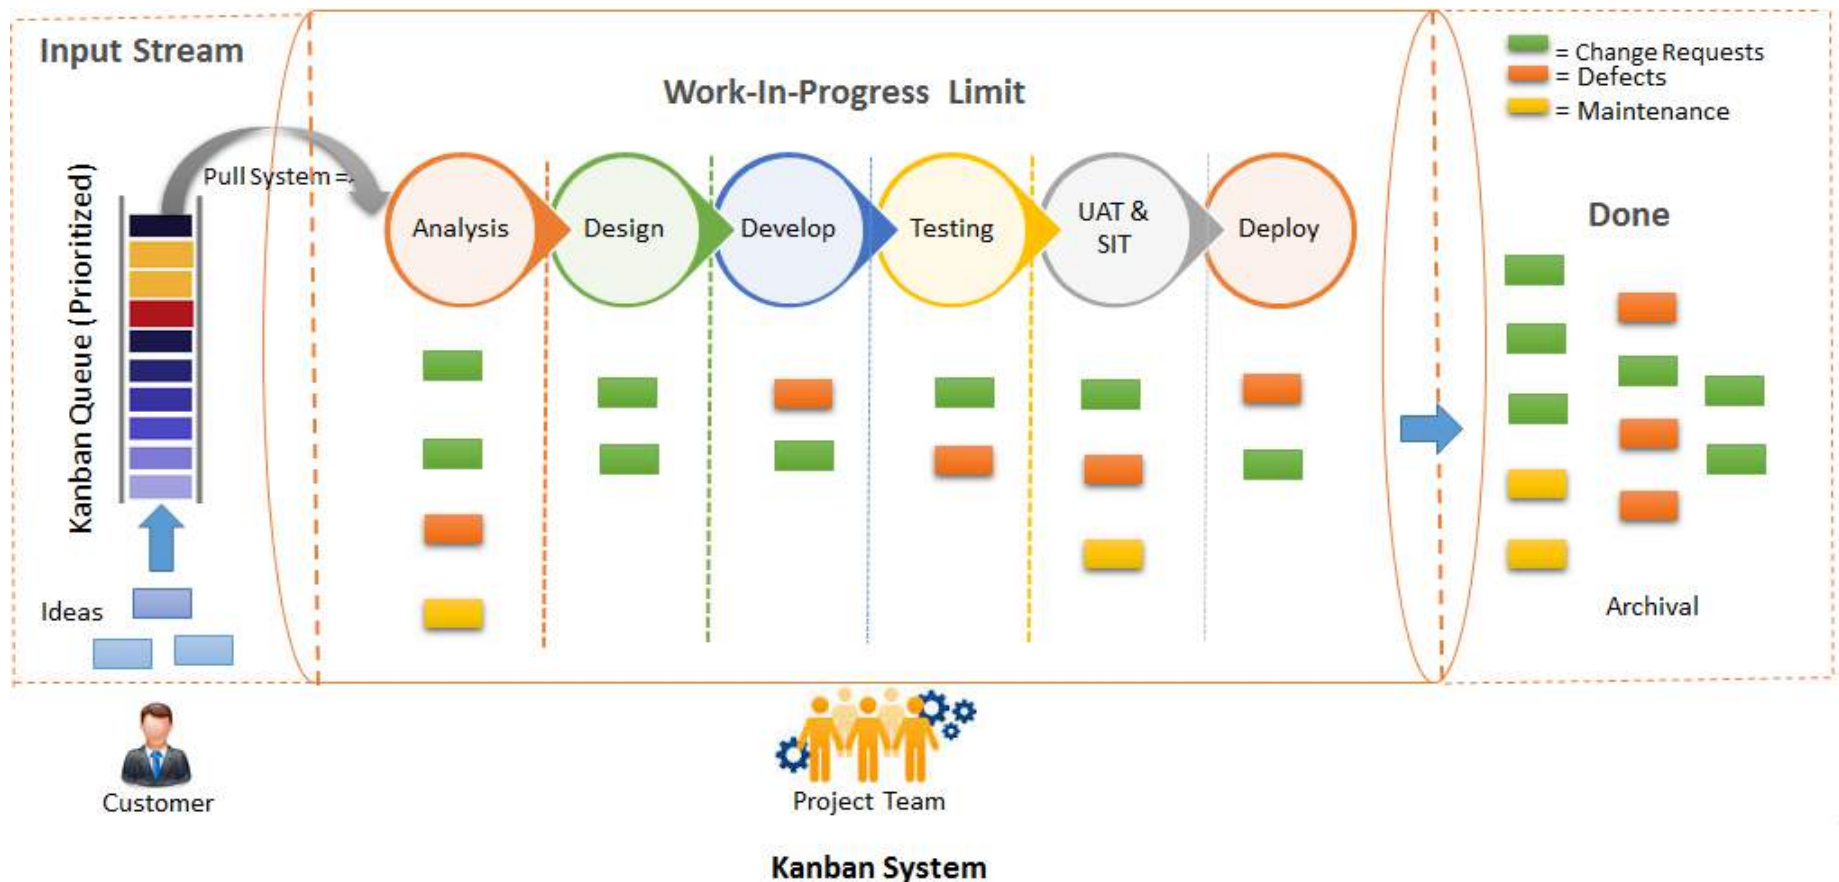 Input Stream
Work-In-Progress Limit
= Change Requests
= Defects
= Maintenance
Kanban Queue (Prioritized)
Pull System =
Analysis
Design
Develop
Testing
UAT &
SIT
Deploy
Done
Ideas
Archival
Customer
Project Team
Kanban System